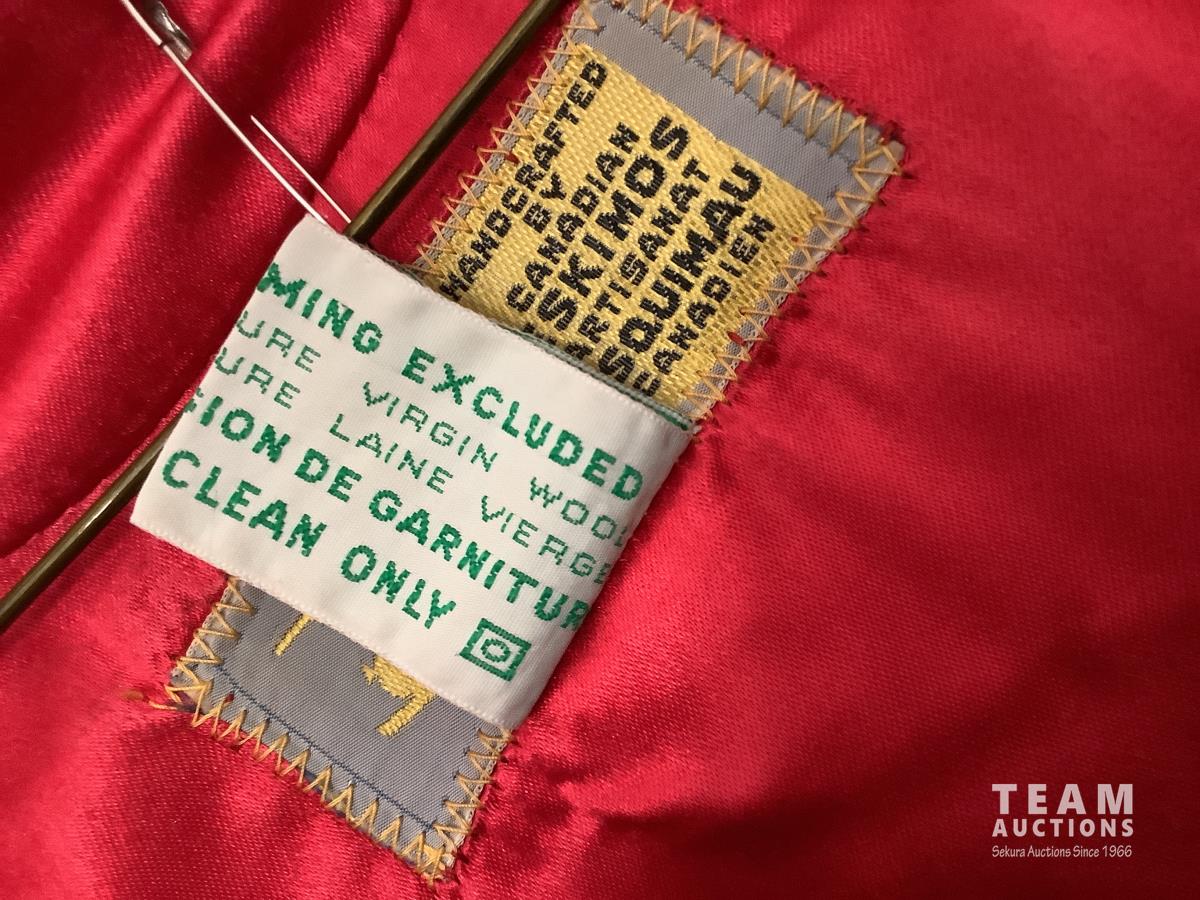 HANDCRAFTED
BY
CANADIAN
ESKIMOS
ARTISANAT
ESQUIMAU
CANADIEN
MING EXCLUDED
URE VIRGIN WOOL
URE LAINE VIERGE
ION DE GARNITUR
CLEAN ONLY
TEAM
AUCTIONS
Sekura Auctions Since 1966